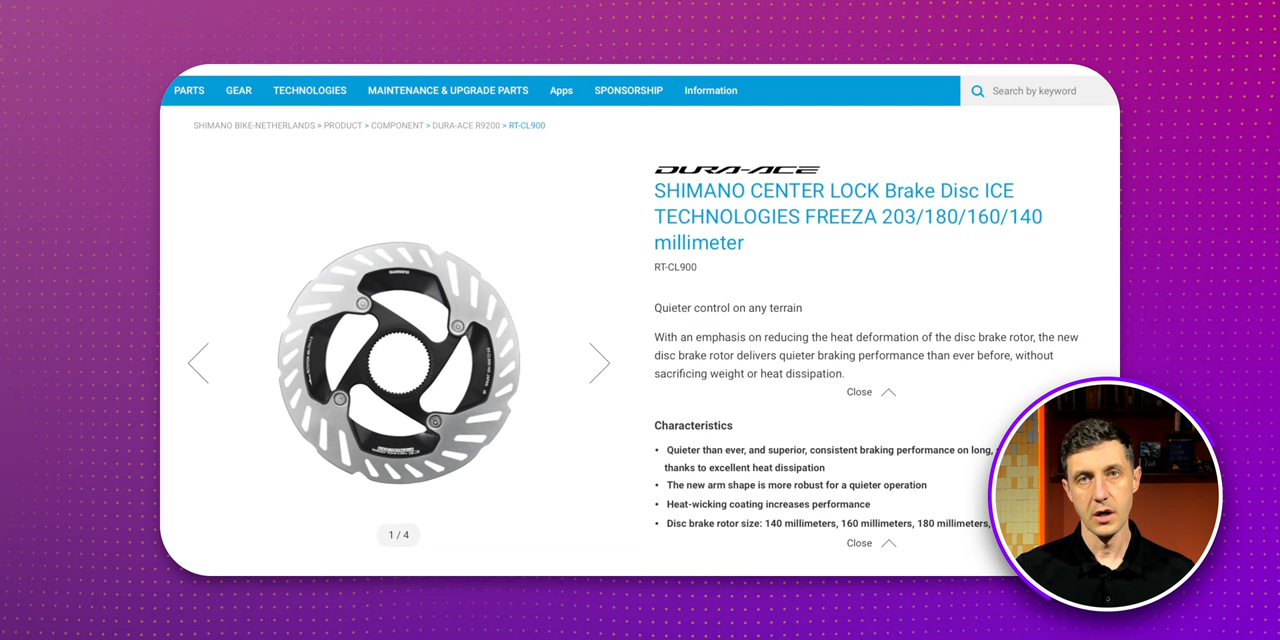 PARTS GEAR TECHNOLOGIES MAINTENANCE & UPGRADE PARTS Apps SPONSORSHIP Information Search by keyword
SHIMANO BIKE-NETHERLANDS > PRODUCT > COMPONENT > DURA-ACE R9200 > RT-CL900
DURA-ACE
SHIMANO CENTER LOCK Brake Disc ICE
TECHNOLOGIES FREEZA 203/180/160/140
millimeter
RT-CL900
Quieter control on any terrain
With an emphasis on reducing the heat deformation of the disc brake rotor, the new
disc brake rotor delivers quieter braking performance than ever before, without
sacrificing weight or heat dissipation.
Close
Characteristics
• Quieter than ever, and superior, consistent braking performance on long,
thanks to excellent heat dissipation
• The new arm shape is more robust for a quieter operation
• Heat-wicking coating increases performance
• Disc brake rotor size: 140 millimeters, 160 millimeters, 180 millimeters,
Close
SHIMANO
1 / 4